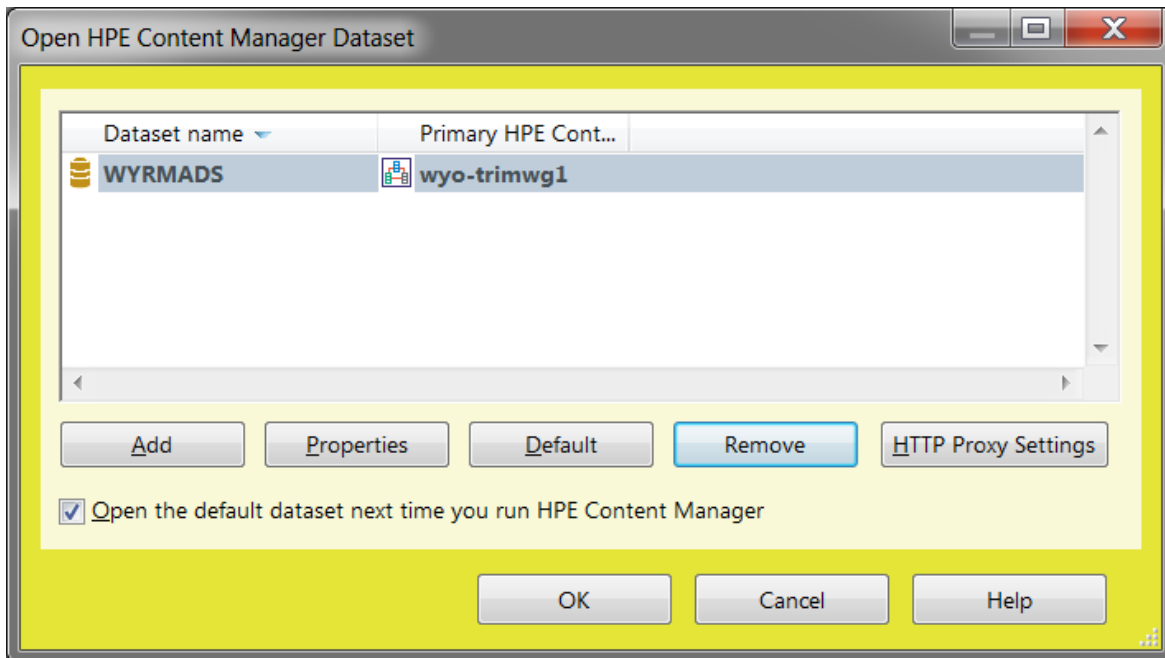 Open HPE Content Manager Dataset
Dataset name Primary HPE Cont...
WYRMADS wyo-trimwg1
Add Properties Default Remove HTTP Proxy Settings
Open the default dataset next time you run HPE Content Manager
OK Cancel Help